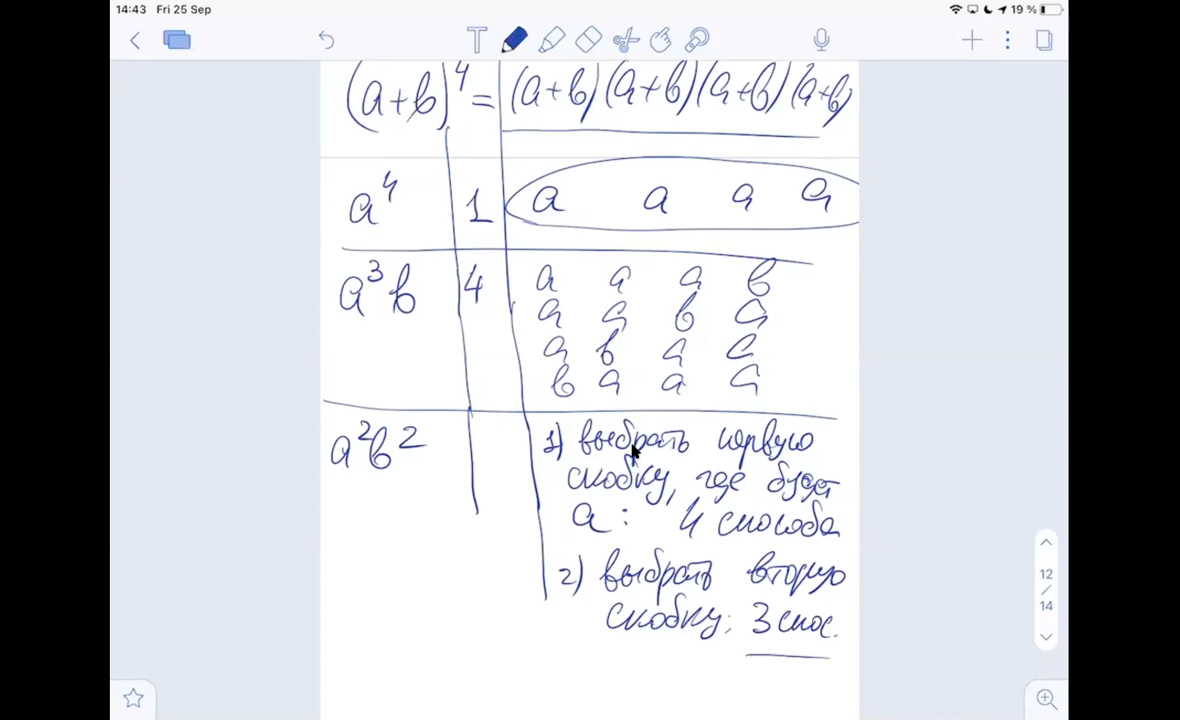 14:43 Fri 25 Sep 19 %
T
(a+b)⁴ = (a+b)(a+b)(a+b)(a+b)
a⁴ 1 a a a a
a³b 4 a a a b
a a b a
a b a a
b a a a
a²b² 1) выбрать первую
скобку, где будет
a: 4 способа
2) выбрать вторую
скобку: 3 спос.
12
/
14